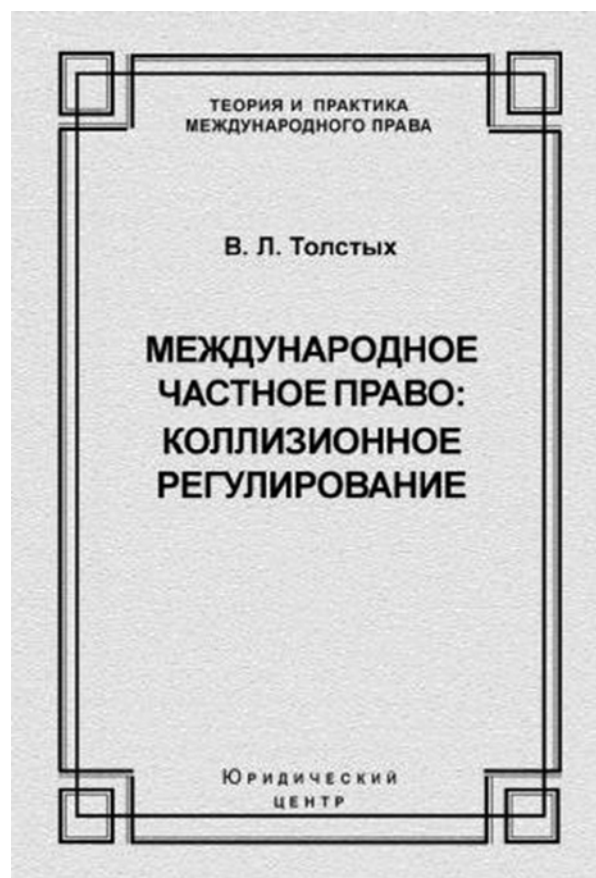 ТЕОРИЯ И ПРАКТИКА
МЕЖДУНАРОДНОГО ПРАВА
В. Л. Толстых
МЕЖДУНАРОДНОЕ
ЧАСТНОЕ ПРАВО:
КОЛЛИЗИОННОЕ
РЕГУЛИРОВАНИЕ
ЮРИДИЧЕСКИЙ
ЦЕНТР